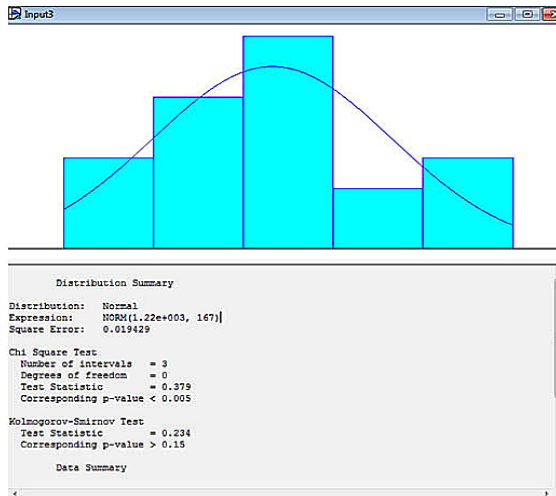 Input3
Distribution Summary
Distribution: Normal
Expression: NORM(1.22e+003, 167)
Square Error: 0.019429
Chi Square Test
Number of intervals = 3
Degrees of freedom = 0
Test Statistic = 0.379
Corresponding p-value < 0.005
Kolmogorov-Smirnov Test
Test Statistic = 0.234
Corresponding p-value > 0.15
Data Summary